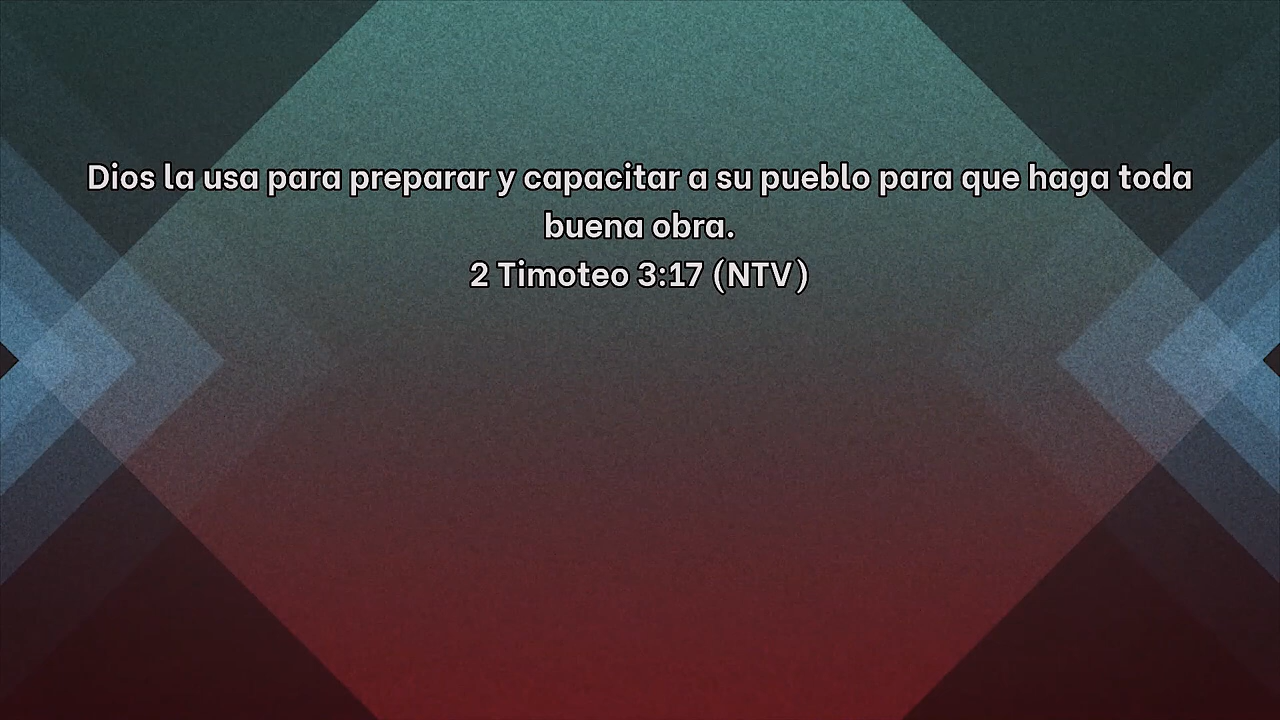 Dios la usa para preparar y capacitar a su pueblo para que haga toda
buena obra.
2 Timoteo 3:17 (NTV)